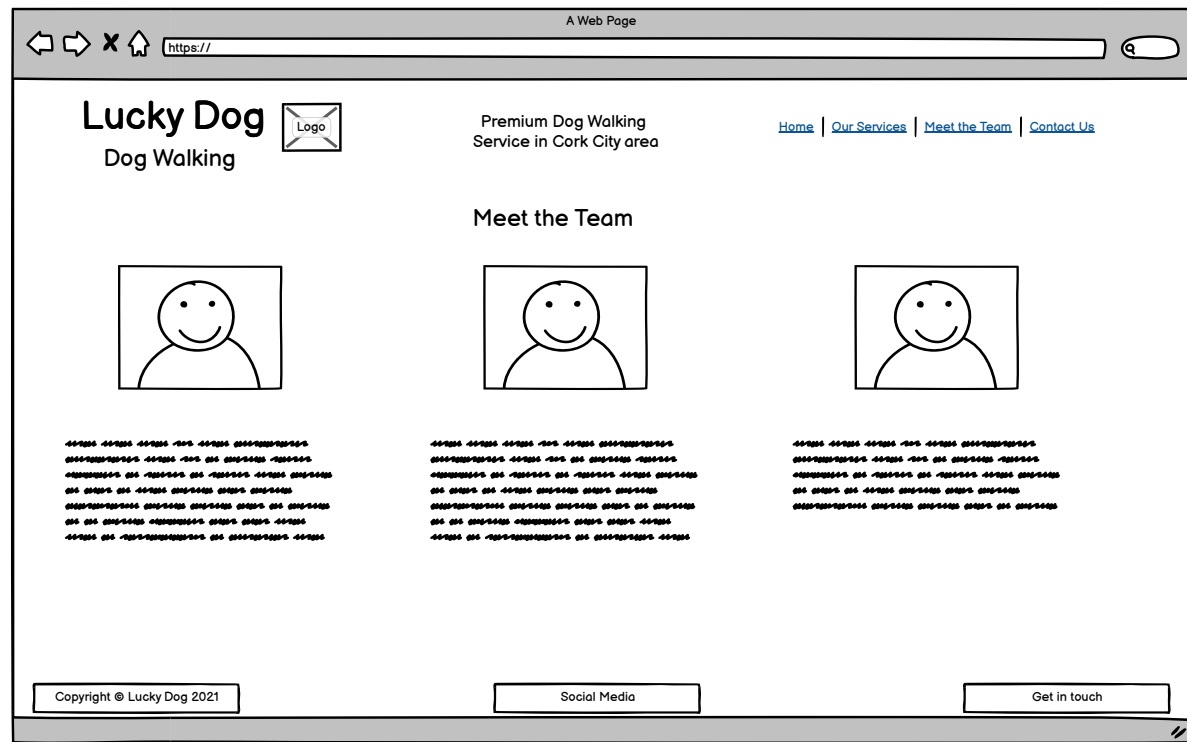 A Web Page
https://
Lucky Dog
Dog Walking
Logo
Premium Dog Walking
Service in Cork City area
Home | Our Services | Meet the Team | Contact Us
Meet the Team
Copyright © Lucky Dog 2021
Social Media
Get in touch